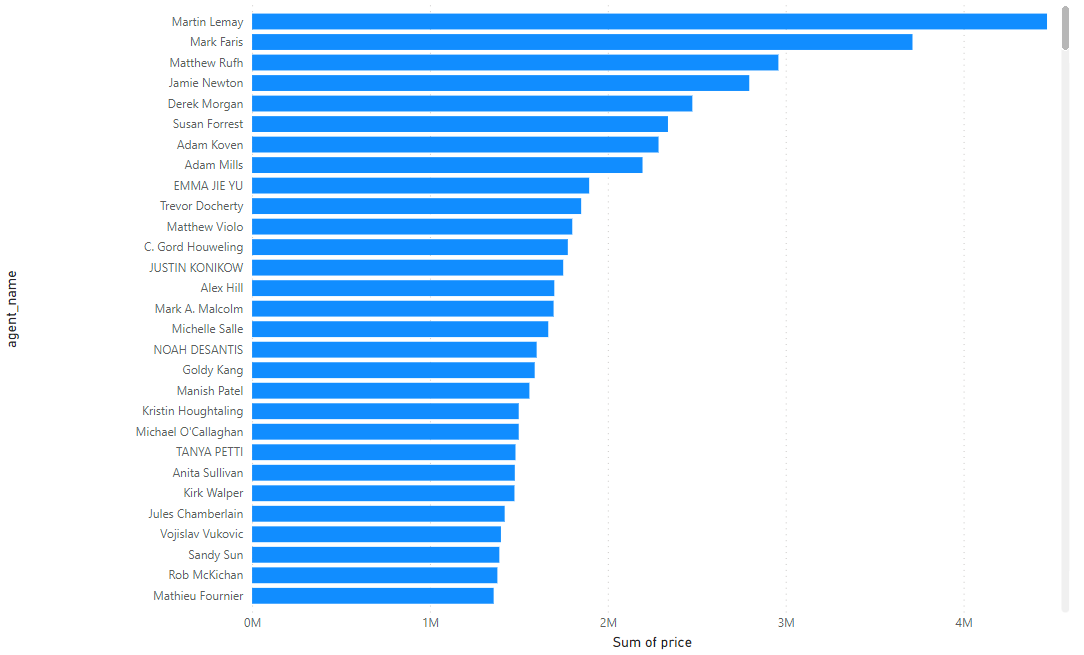 agent_name
Martin Lemay
Mark Faris
Matthew Rufh
Jamie Newton
Derek Morgan
Susan Forrest
Adam Koven
Adam Mills
EMMA JIE YU
Trevor Docherty
Matthew Violo
C. Gord Houweling
JUSTIN KONIKOW
Alex Hill
Mark A. Malcolm
Michelle Salle
NOAH DESANTIS
Goldy Kang
Manish Patel
Kristin Houghtaling
Michael O'Callaghan
TANYA PETTI
Anita Sullivan
Kirk Walper
Jules Chamberlain
Vojislav Vukovic
Sandy Sun
Rob McKichan
Mathieu Fournier
0M 1M 2M 3M 4M
Sum of price